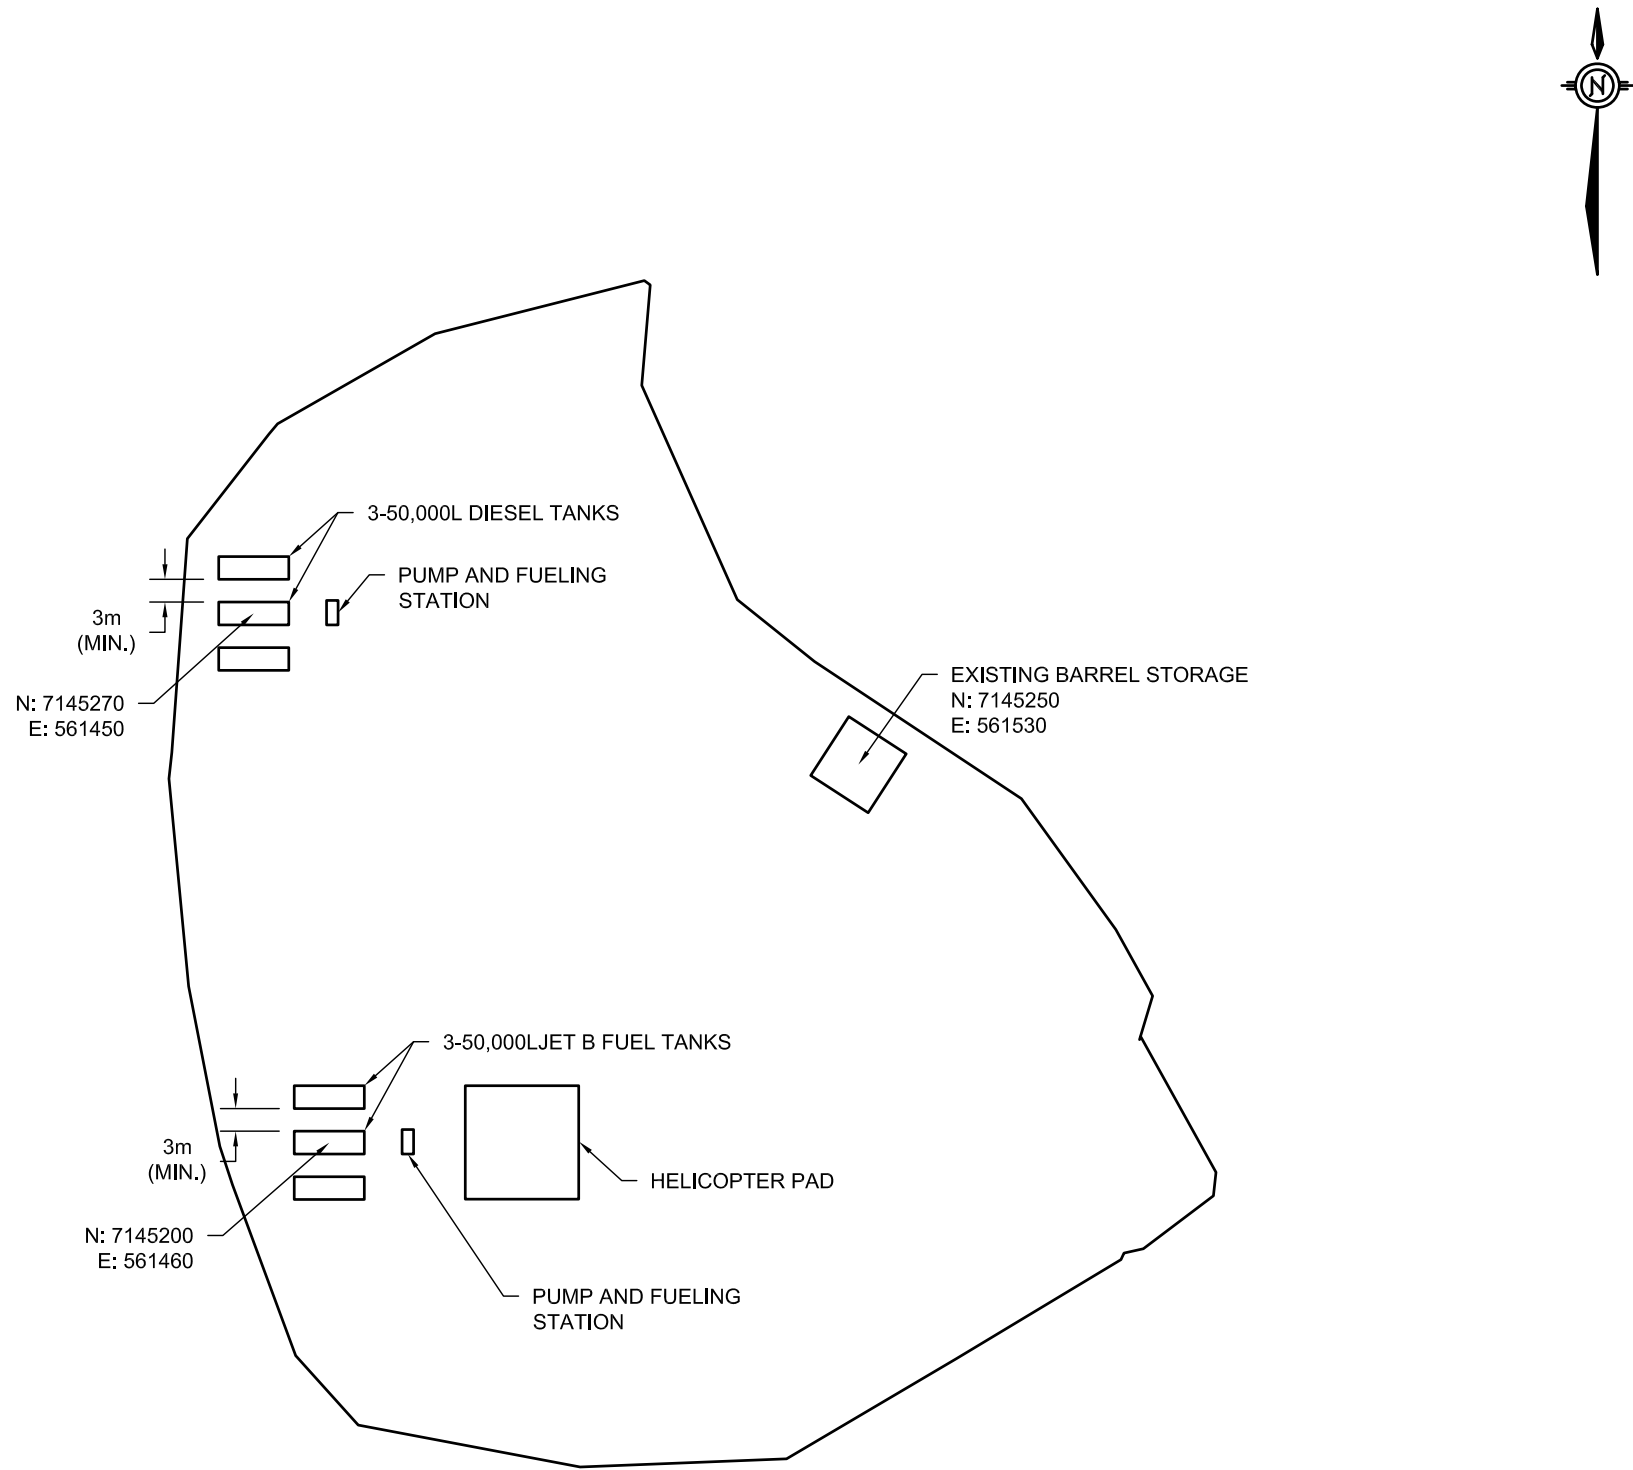 N
3-50,000L DIESEL TANKS
PUMP AND FUELING
STATION
3m
(MIN.)
N: 7145270
E: 561450
EXISTING BARREL STORAGE
N: 7145250
E: 561530
3-50,000LJET B FUEL TANKS
3m
(MIN.)
HELICOPTER PAD
N: 7145200
E: 561460
PUMP AND FUELING
STATION